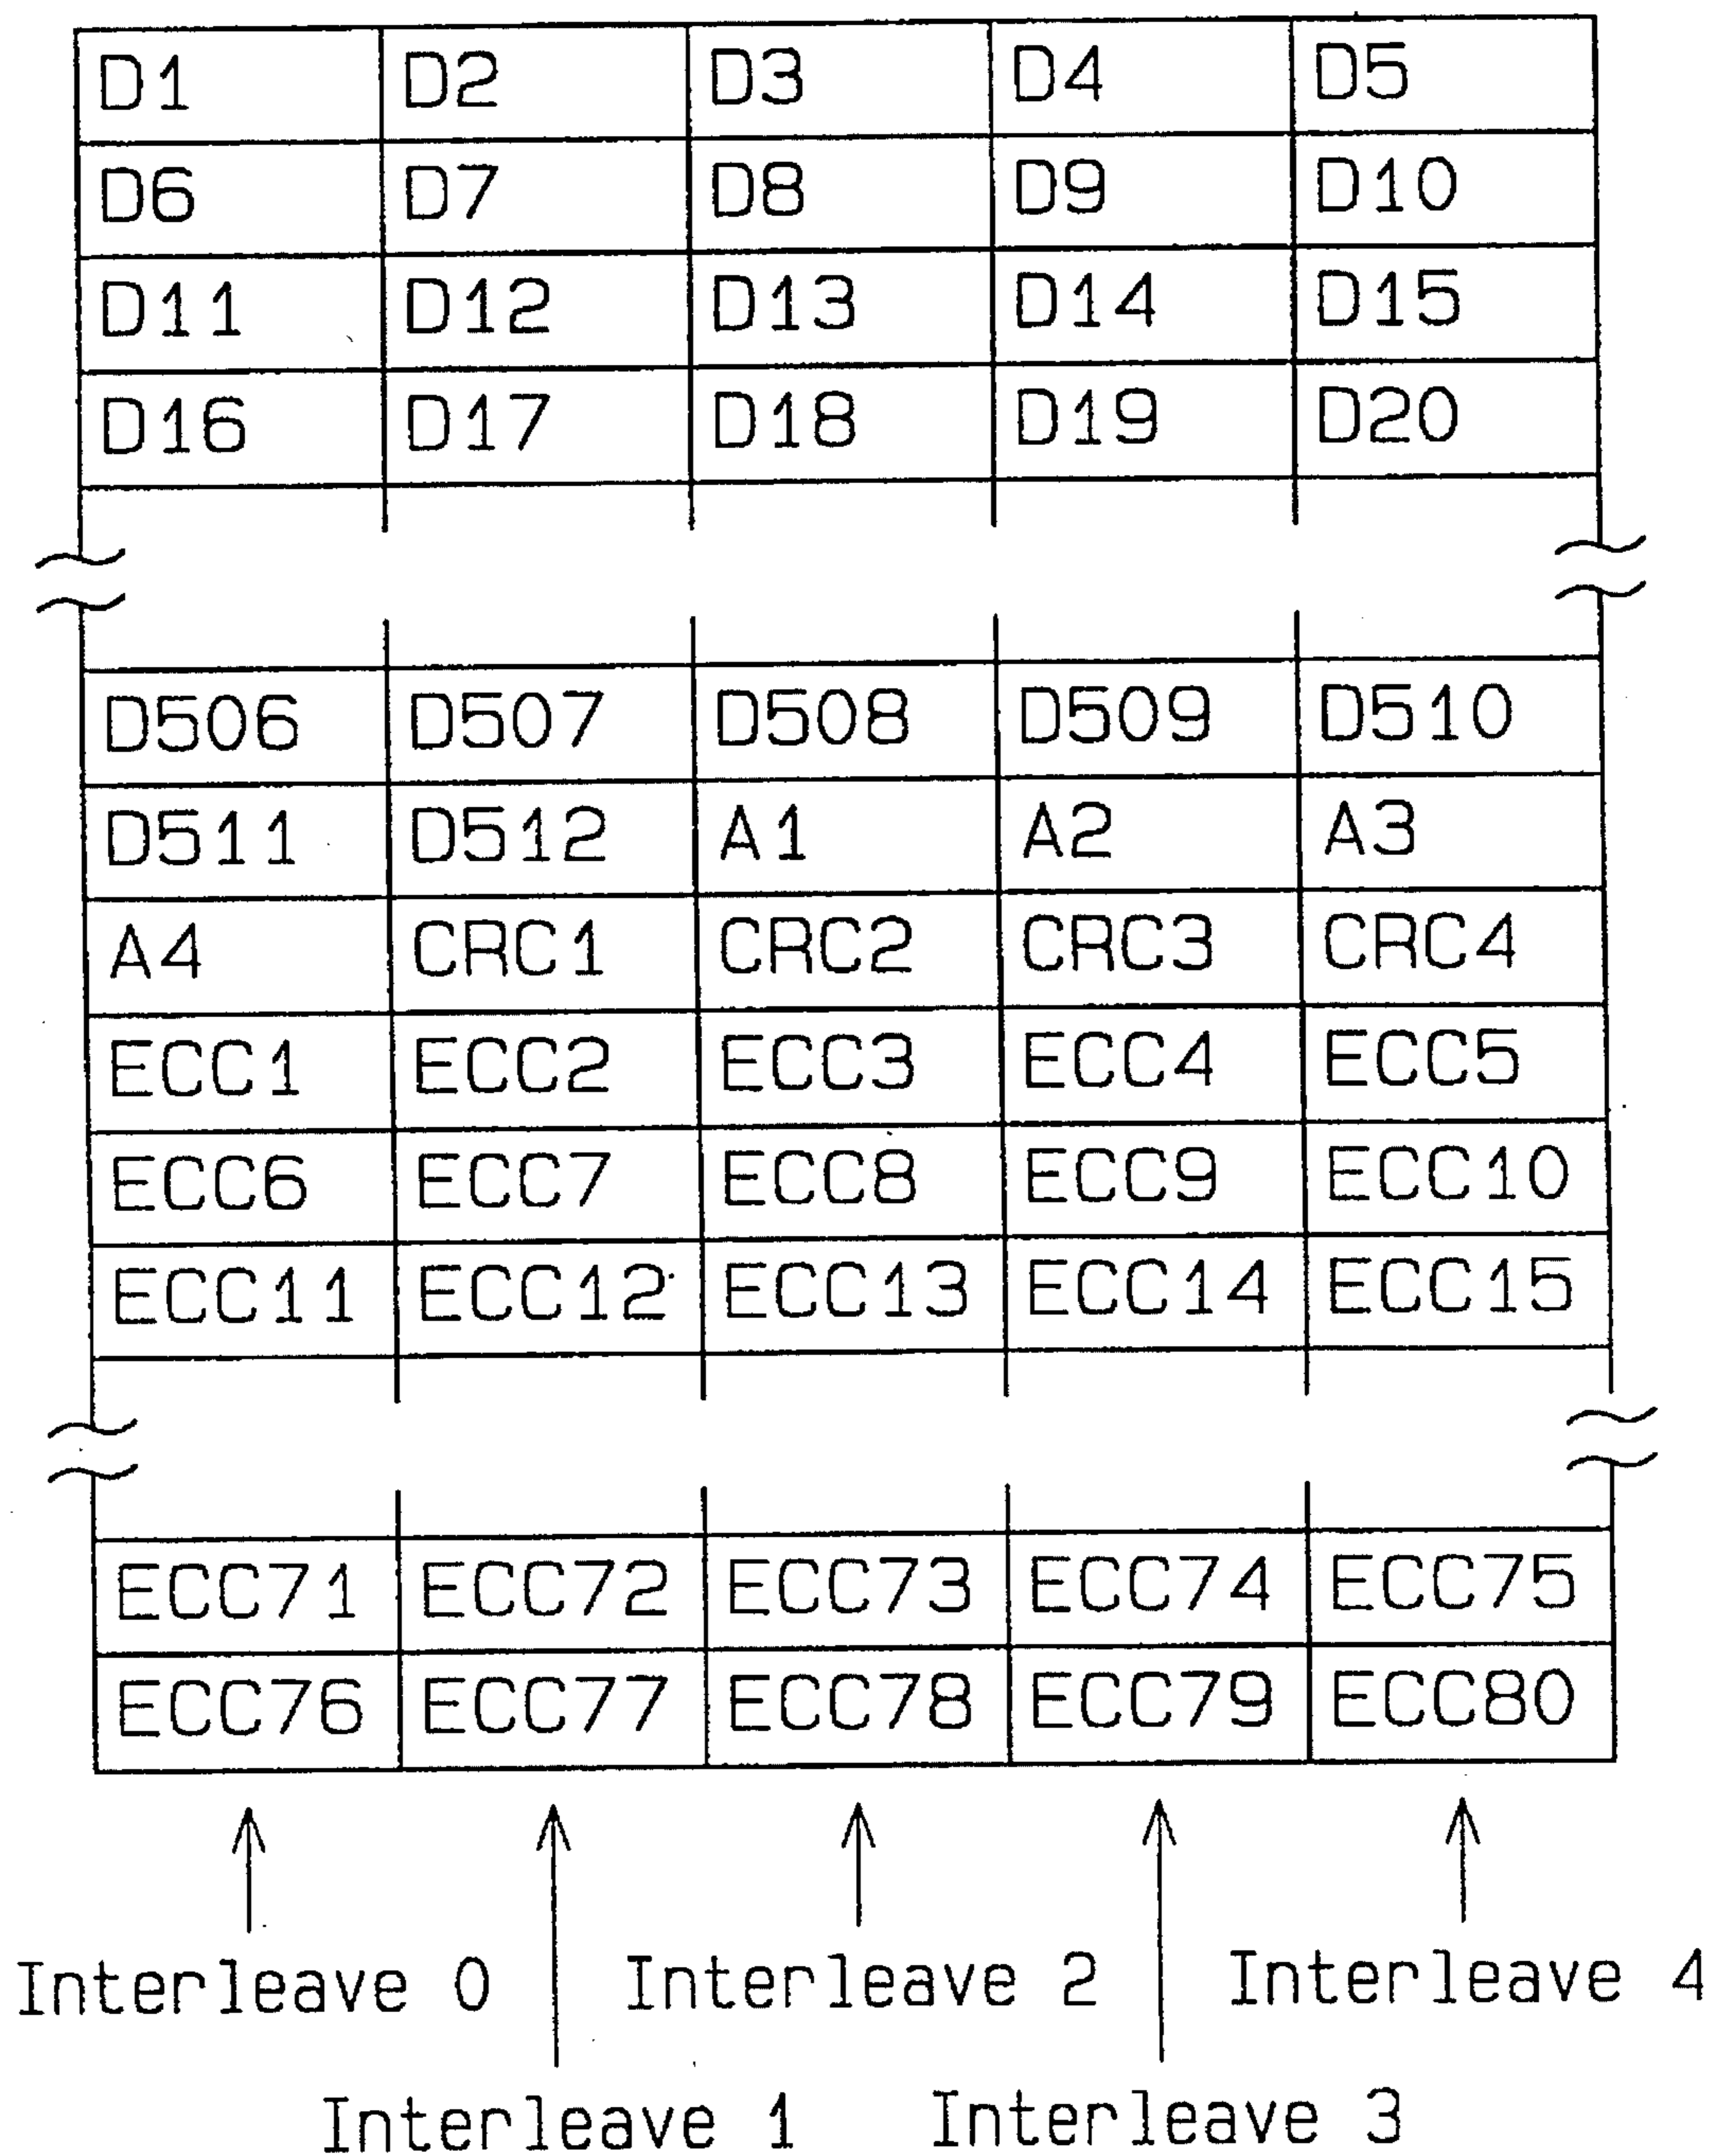 D1 D2 D3 D4 D5
D6 D7 D8 D9 D10
D11 D12 D13 D14 D15
D16 D17 D18 D19 D20
D506 D507 D508 D509 D510
D511 D512 A1 A2 A3
A4 CRC1 CRC2 CRC3 CRC4
ECC1 ECC2 ECC3 ECC4 ECC5
ECC6 ECC7 ECC8 ECC9 ECC10
ECC11 ECC12 ECC13 ECC14 ECC15
ECC71 ECC72 ECC73 ECC74 ECC75
ECC76 ECC77 ECC78 ECC79 ECC80
Interleave 0 Interleave 2 Interleave 4
Interleave 1 Interleave 3